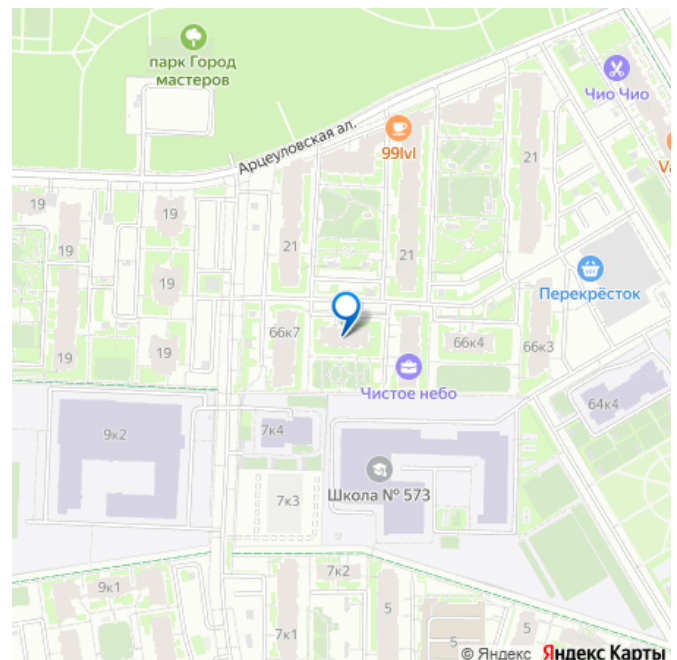 парк Город
мастеров
Чио Чио
Арцеуловская ал.
99lvl
Va
21
19
19
19
21
21
19
Перекрёсток
66к7
66к4
66к3
19
19
Чистое небо
64к4
9к2
7к4
Школа № 573
7к3
7к2
9к1
5
7к1
5
5
© Яндекс Яндекс Карты